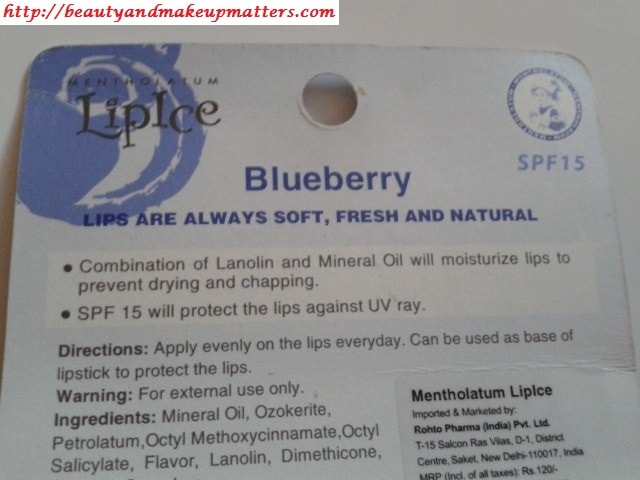 http://beautyandmakeupmatters.com/
MENTHOLATUM
LipIce
SPF15
Blueberry
LIPS ARE ALWAYS SOFT, FRESH AND NATURAL
• Combination of Lanolin and Mineral Oil will moisturize lips to
prevent drying and chapping.
• SPF 15 will protect the lips against UV ray.
Directions: Apply evenly on the lips everyday. Can be used as base of
lipstick to protect the lips.
Warning: For external use only.
Ingredients: Mineral Oil, Ozokerite,
Petrolatum,Octyl Methoxycinnamate,Octyl
Salicylate, Flavor, Lanolin, Dimethicone,
Mentholatum LipIce
Imported & Marketed by:
Rohto Pharma (India) Pvt. Ltd.
T-15 Salcon Ras Vilas, D-1, District
Centre, Saket, New Delhi-110017, India
MRP (Incl. of all taxes): Rs.120/-